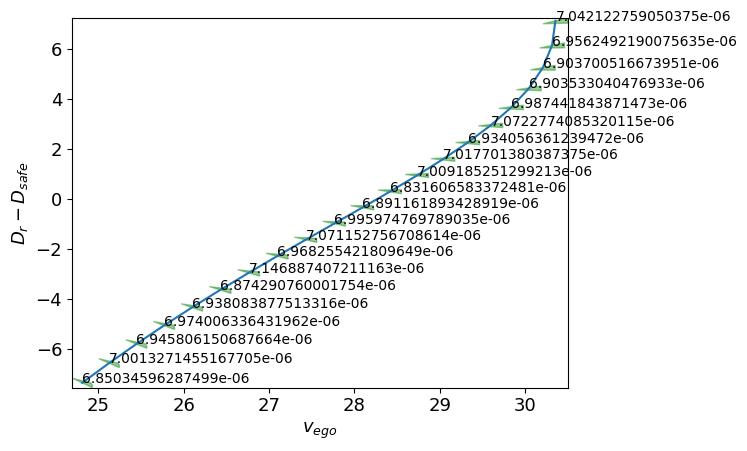 7.042122759050375e-06
6.9562492190075635e-06
6.903700516673951e-06
6.903533040476933e-06
6.987441843871473e-06
7.0722774085320115e-06
6.934056361239472e-06
7.017701380387375e-06
7.009185251299213e-06
6.831606583372481e-06
6.891161893428919e-06
6.995974769789035e-06
7.071152756708614e-06
6.968255421809649e-06
7.146887407211163e-06
6.874290760001754e-06
6.938083877513316e-06
6.974006336431962e-06
6.945806150687664e-06
7.0013271455167705e-06
6.85034596287499e-06
6
4
2
0
−2
−4
−6
D_r − D_safe
25 26 27 28 29 30
v_ego